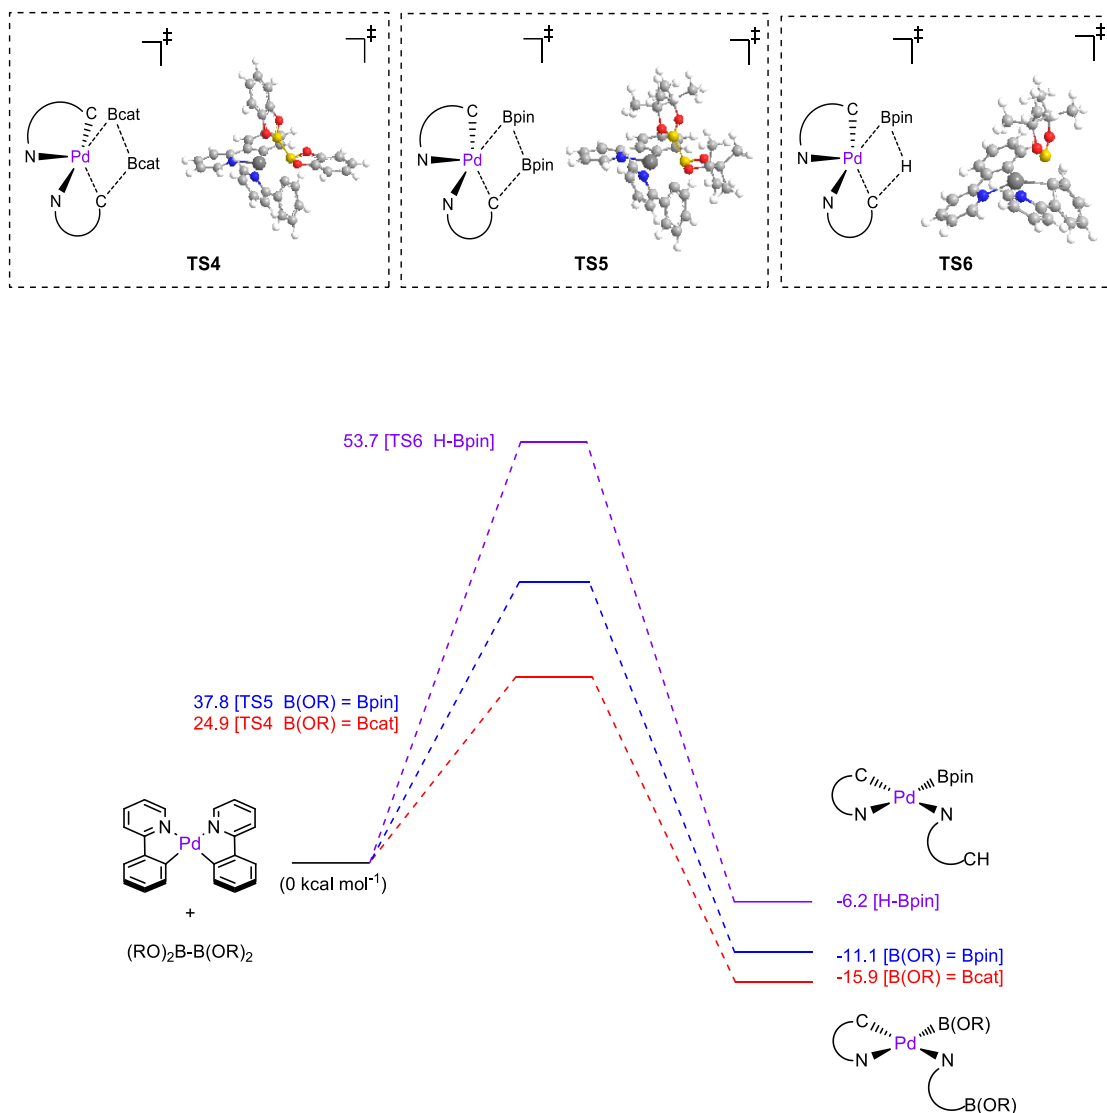 ‡
‡
‡
‡
‡
‡
C
Bcat
Pd
Bcat
N
N
C
TS4
C
Bpin
Pd
Bpin
N
N
C
TS5
C
Bpin
Pd
H
N
N
C
TS6
53.7 [TS6 H-Bpin]
37.8 [TS5 B(OR) = Bpin]
24.9 [TS4 B(OR) = Bcat]
N
N
Pd
(0 kcal mol⁻¹)
+
(RO)₂B-B(OR)₂
C
Bpin
Pd
N
N
CH
-6.2 [H-Bpin]
-11.1 [B(OR) = Bpin]
-15.9 [B(OR) = Bcat]
C
B(OR)
Pd
N
N
B(OR)